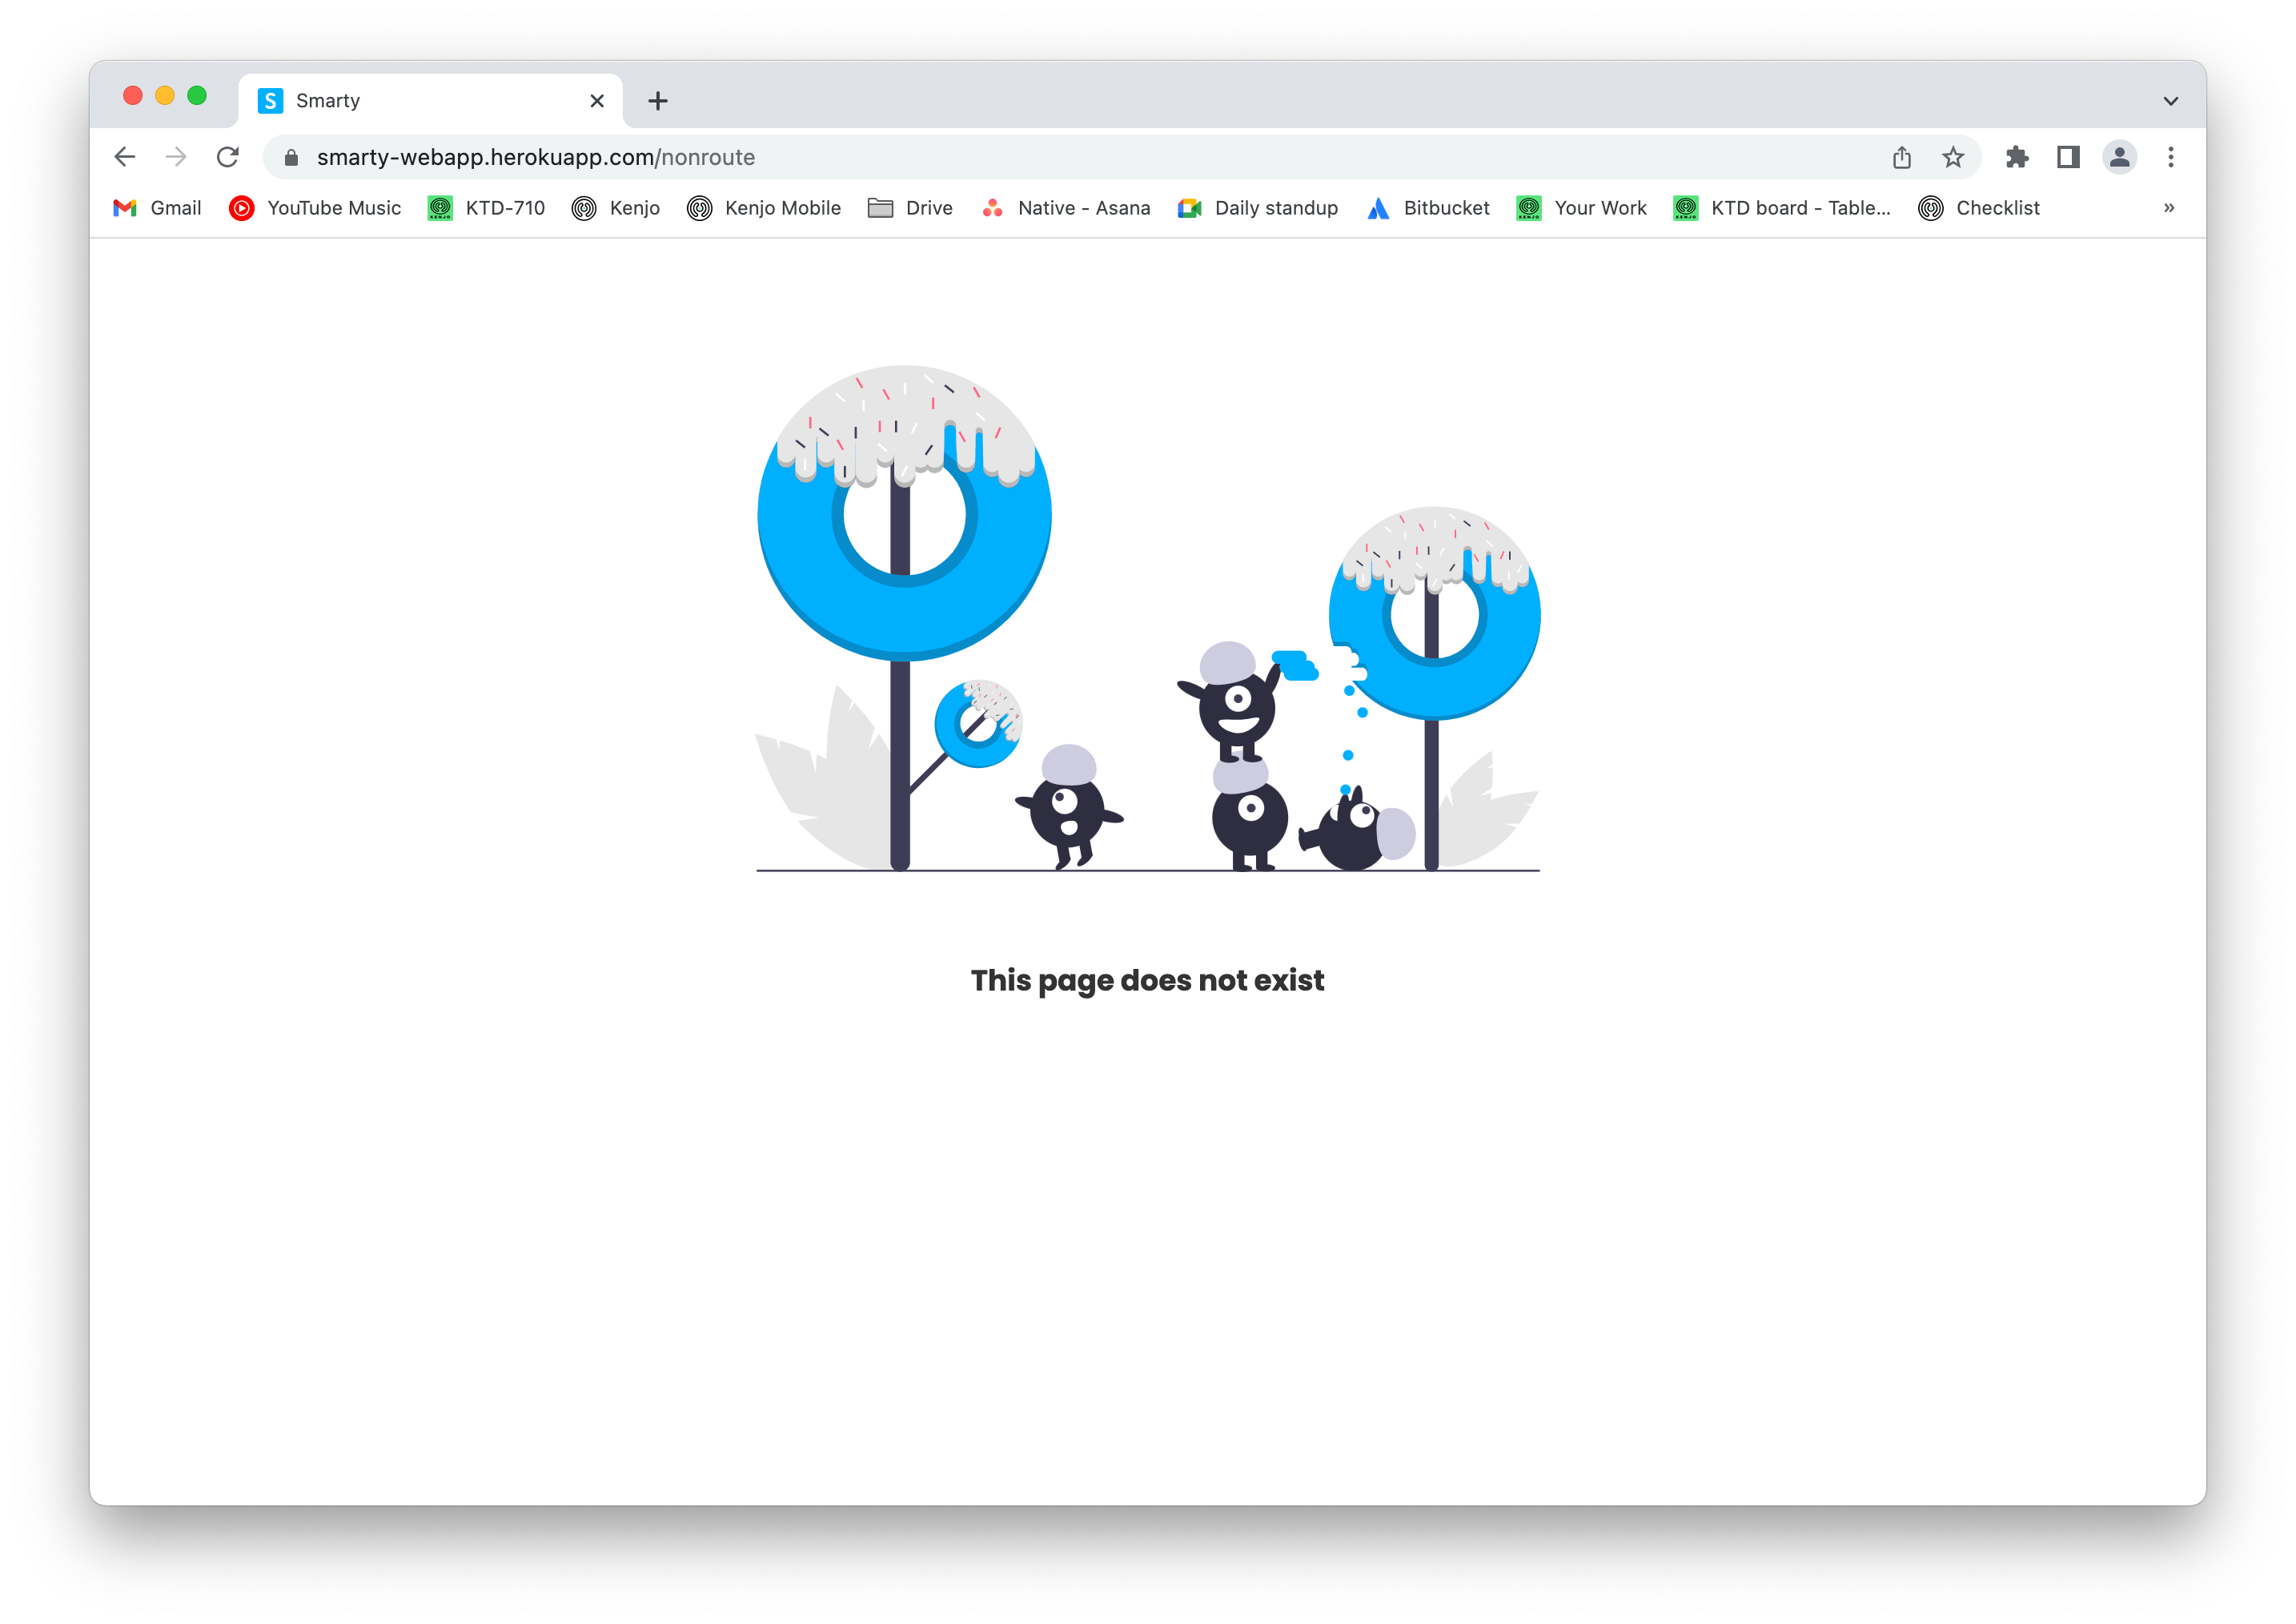 S Smarty
smarty-webapp.herokuapp.com/nonroute
Gmail YouTube Music KTD-710 Kenjo Kenjo Mobile Drive Native - Asana Daily standup Bitbucket Your Work KTD board - Table... Checklist »
This page does not exist